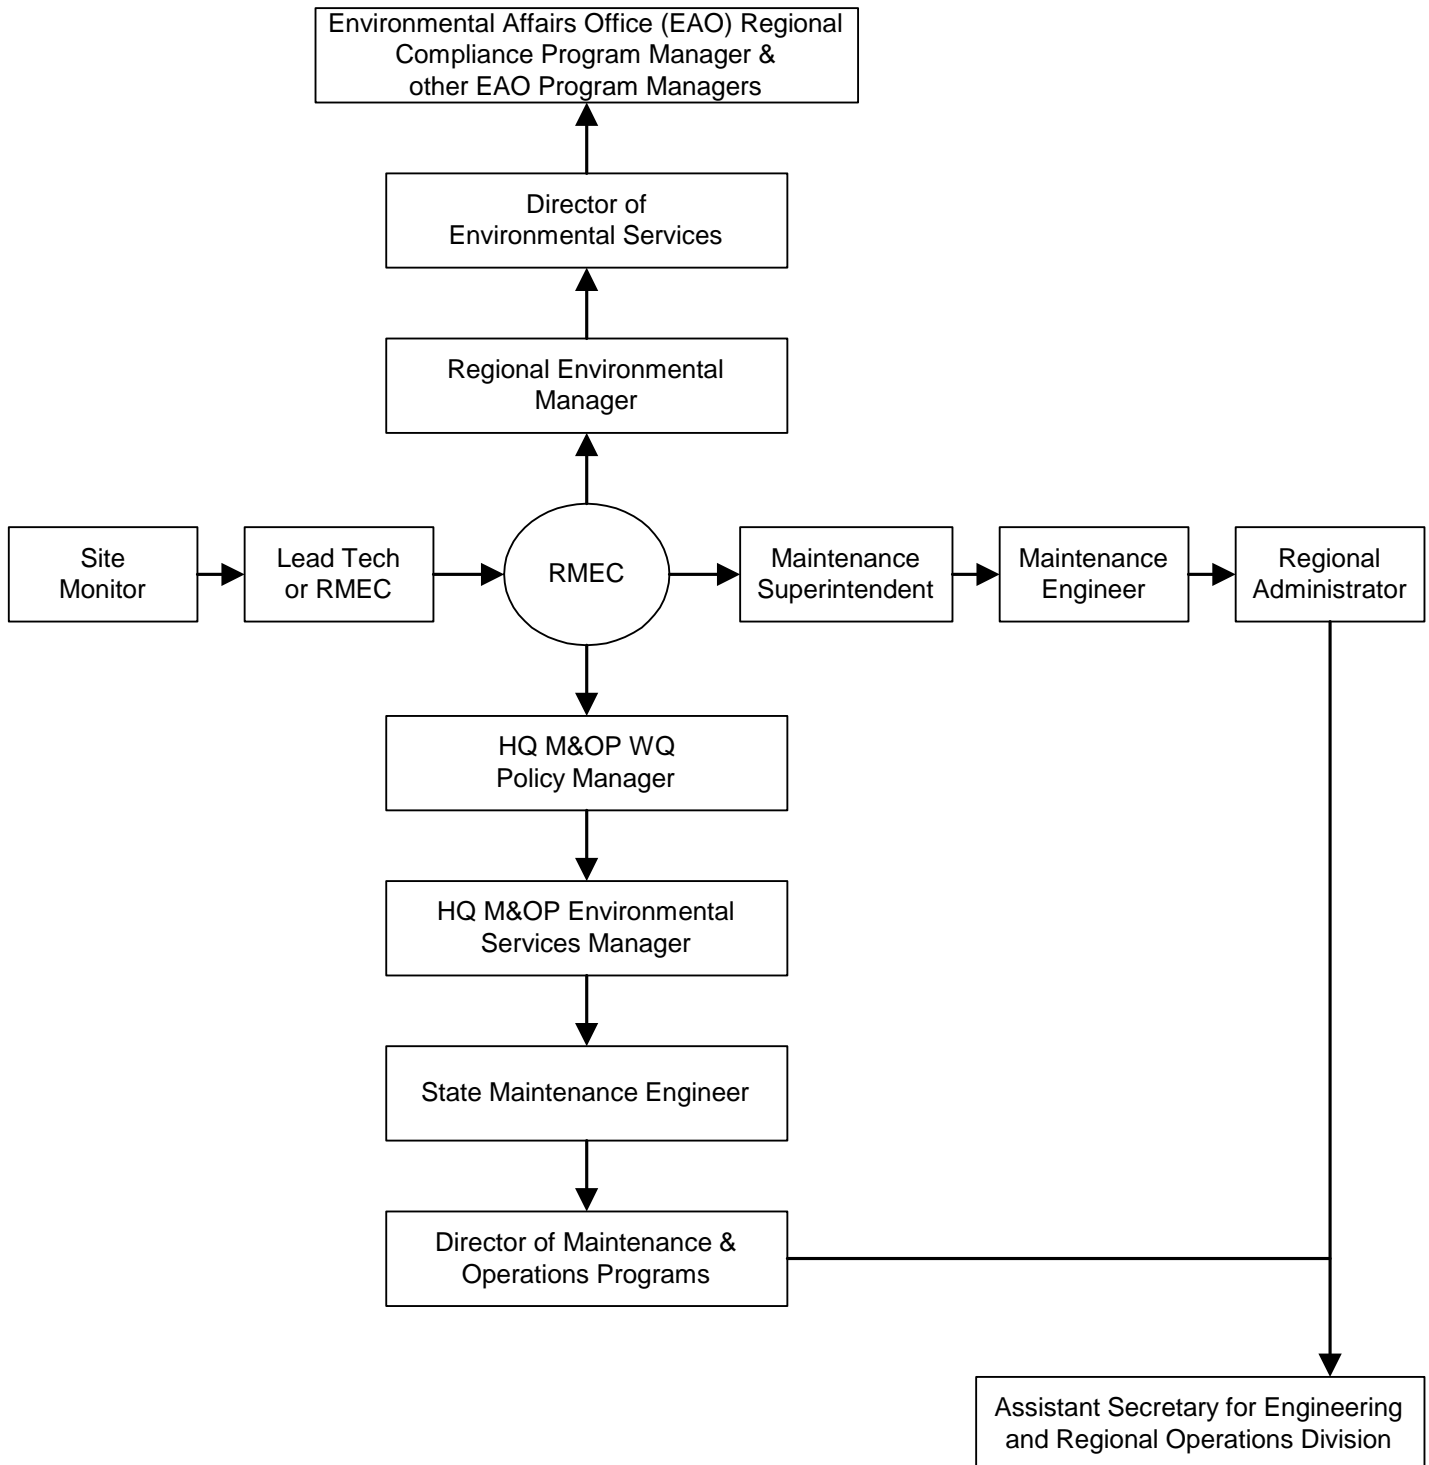 Environmental Affairs Office (EAO) Regional
Compliance Program Manager &
other EAO Program Managers
Director of
Environmental Services
Regional Environmental
Manager
Site
Monitor
Lead Tech
or RMEC
RMEC
Maintenance
Superintendent
Maintenance
Engineer
Regional
Administrator
HQ M&OP WQ
Policy Manager
HQ M&OP Environmental
Services Manager
State Maintenance Engineer
Director of Maintenance &
Operations Programs
Assistant Secretary for Engineering
and Regional Operations Division